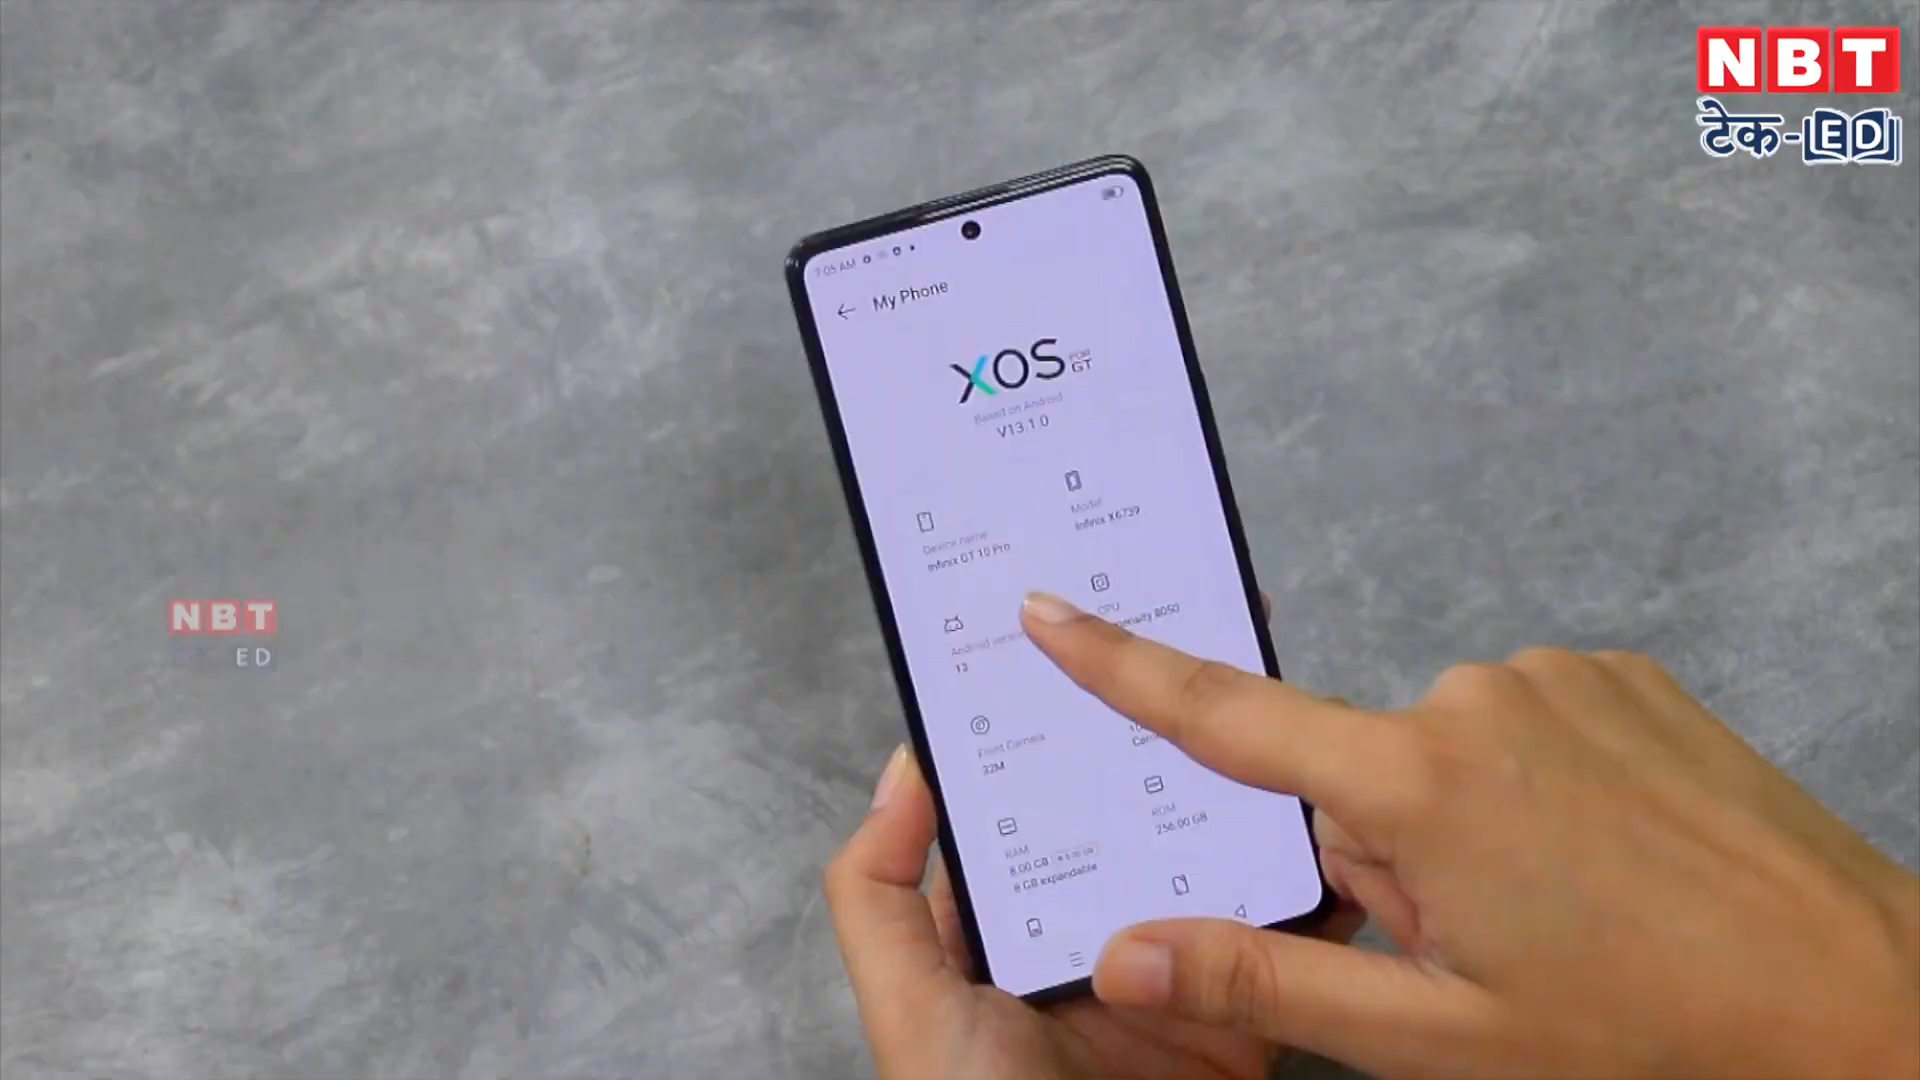 NBT
टेक-ED
7:05 AM
My Phone
XOS FOR GT
Based on Android
V13.1.0
Model
Infinix X6739
Device name
Infinix GT 10 Pro
CPU
8050
Android version
13
Front Camera
32M
ROM
256.00 GB
RAM
8.00 GB
8 GB expandable
NBT
ED